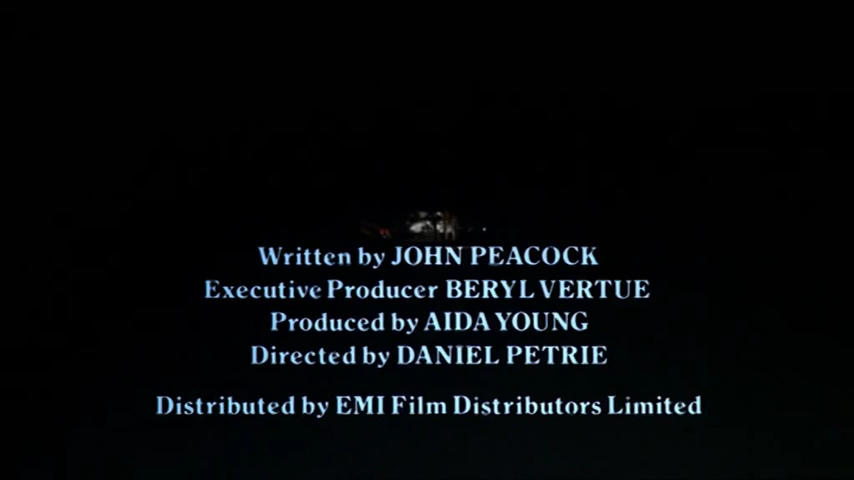 Written by JOHN PEACOCK
Executive Producer BERYL VERTUE
Produced by AIDA YOUNG
Directed by DANIEL PETRIE
Distributed by EMI Film Distributors Limited